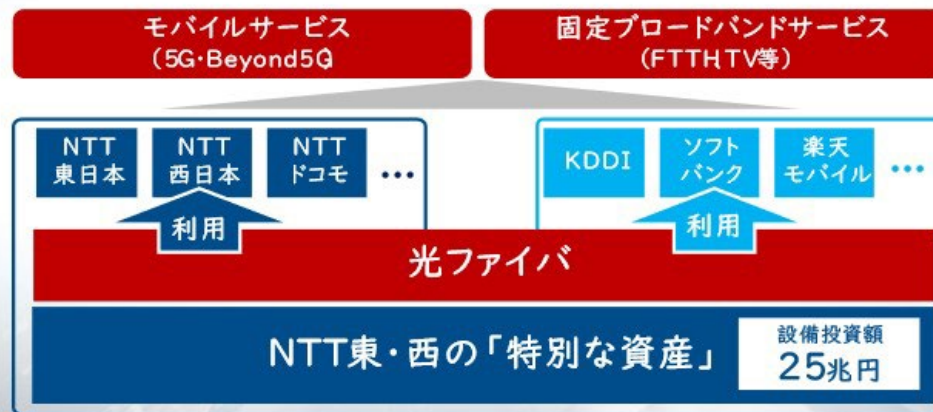 モバイルサービス
(5G・Beyond5G)
固定ブロードバンドサービス
(FTTH,TV等)
NTT
東日本
NTT
西日本
NTT
ドコモ
…
KDDI
ソフト
バンク
楽天
モバイル
…
利用
利用
光ファイバ
NTT東・西の「特別な資産」
設備投資額
25兆円